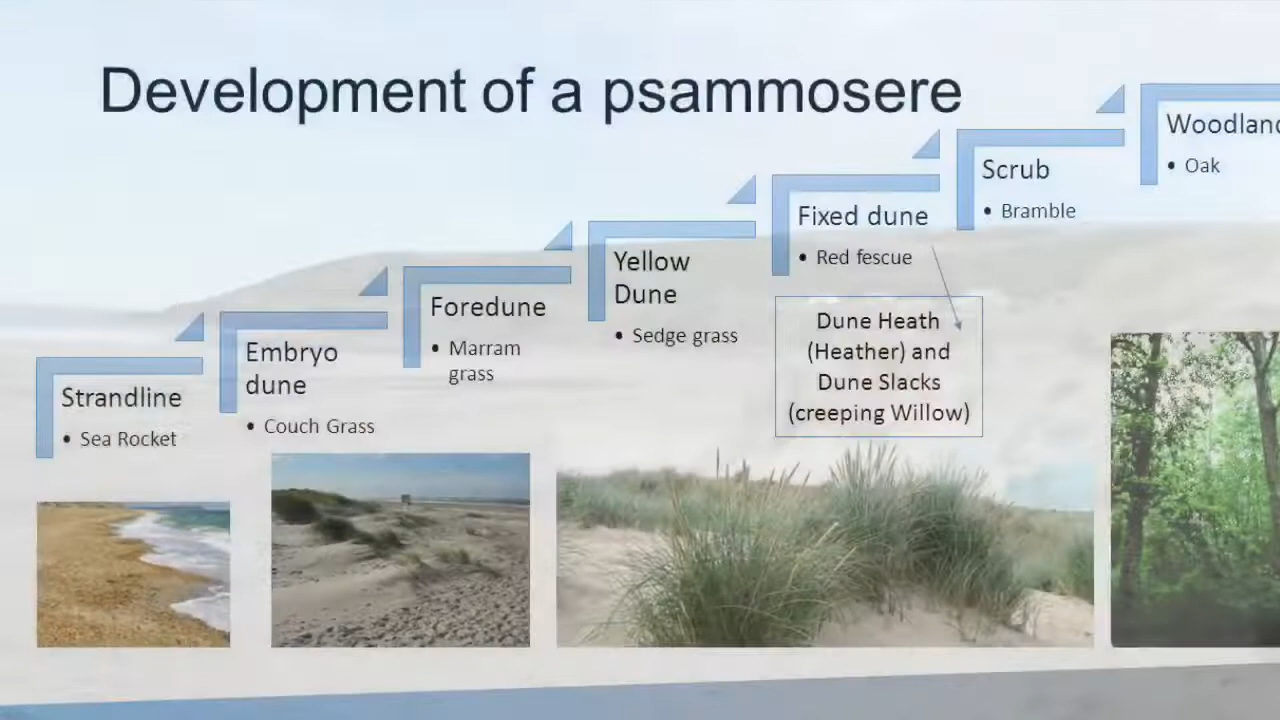 Development of a psammosere
Strandline
• Sea Rocket
Embryo
dune
• Couch Grass
Foredune
• Marram
grass
Yellow
Dune
• Sedge grass
Fixed dune
• Red fescue
Dune Heath
(Heather) and
Dune Slacks
(creeping Willow)
Scrub
• Bramble
Woodlan
• Oak